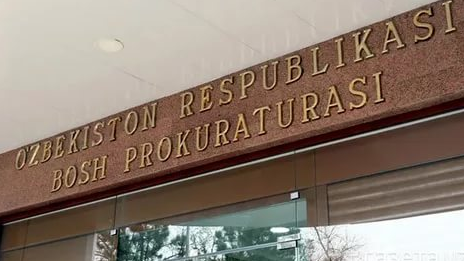 O'ZBEKISTON RESPUBLIKASI
BOSH PROKURATURASI